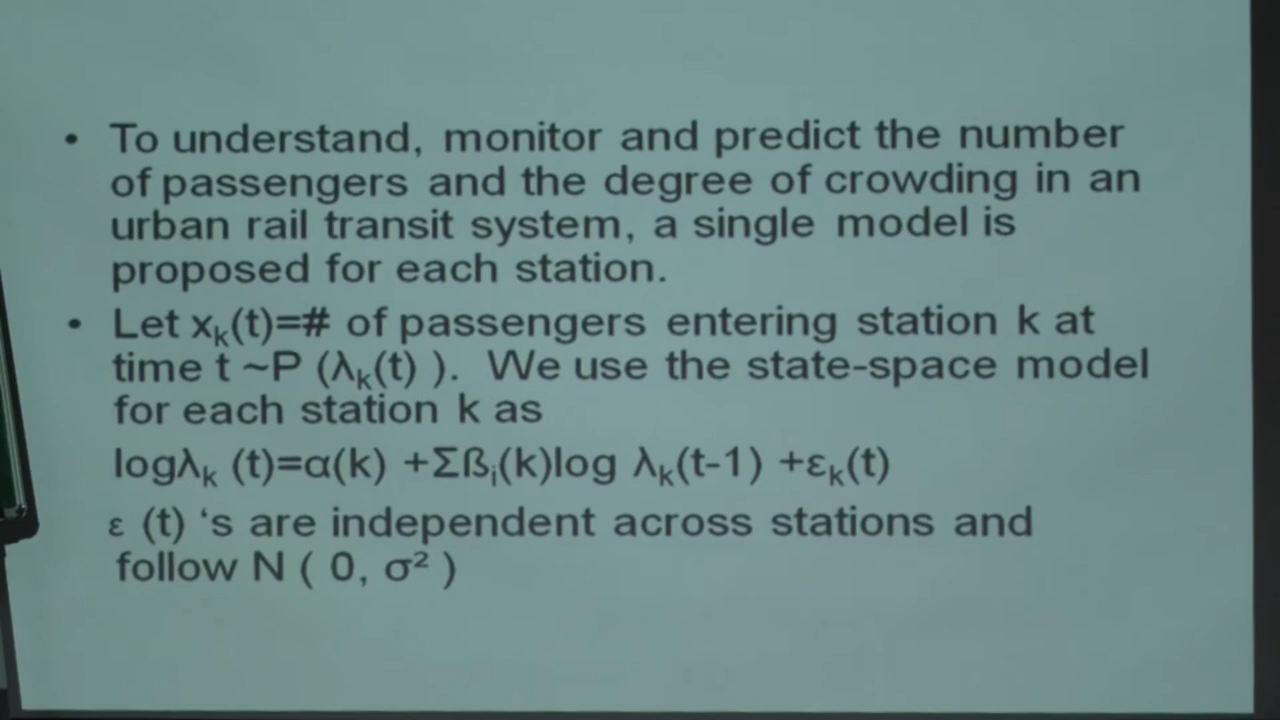 • To understand, monitor and predict the number
of passengers and the degree of crowding in an
urban rail transit system, a single model is
proposed for each station.
• Let xₖ(t)=# of passengers entering station k at
time t ~P (λₖ(t) ). We use the state-space model
for each station k as
logλₖ (t)=α(k) +Σßᵢ(k)log λₖ(t-1) +εₖ(t)
ε (t) ‘s are independent across stations and
follow N ( 0, σ² )